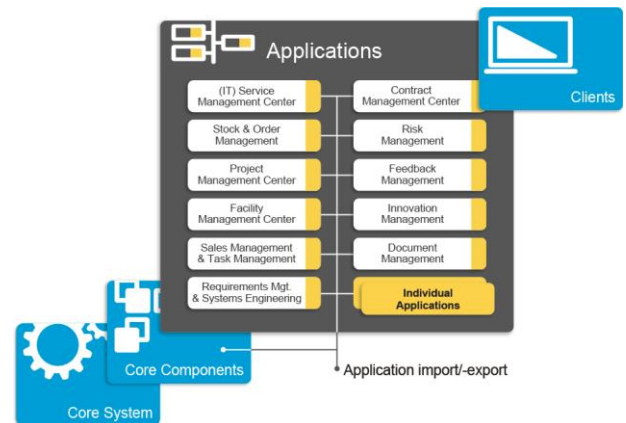 Applications
Clients
(IT) Service
Management Center
Contract
Management Center
Stock & Order
Management
Risk
Management
Project
Management Center
Feedback
Management
Facility
Management Center
Innovation
Management
Sales Management
& Task Management
Document
Management
Requirements Mgt.
& Systems Engineering
Individual
Applications
Core Components
Application import/-export
Core System